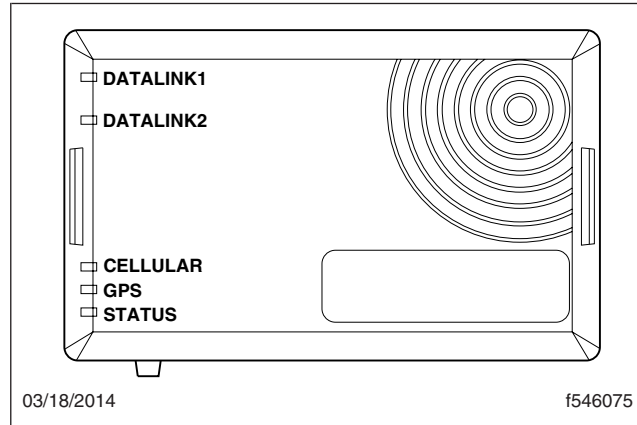 DATALINK1
DATALINK2
CELLULAR
GPS
STATUS
03/18/2014 f546075